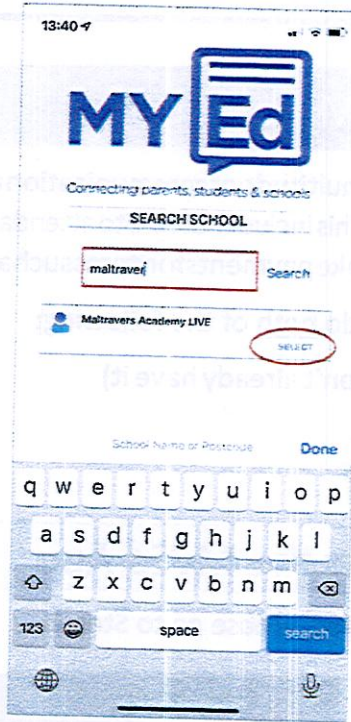 13:40
MY Ed
Connecting parents, students & schools
SEARCH SCHOOL
maltraver Search
Maltravers Academy LIVE
SELECT
School Name or Postcode Done
q w e r t y u i o p
a s d f g h j k l
z x c v b n m
123 space search